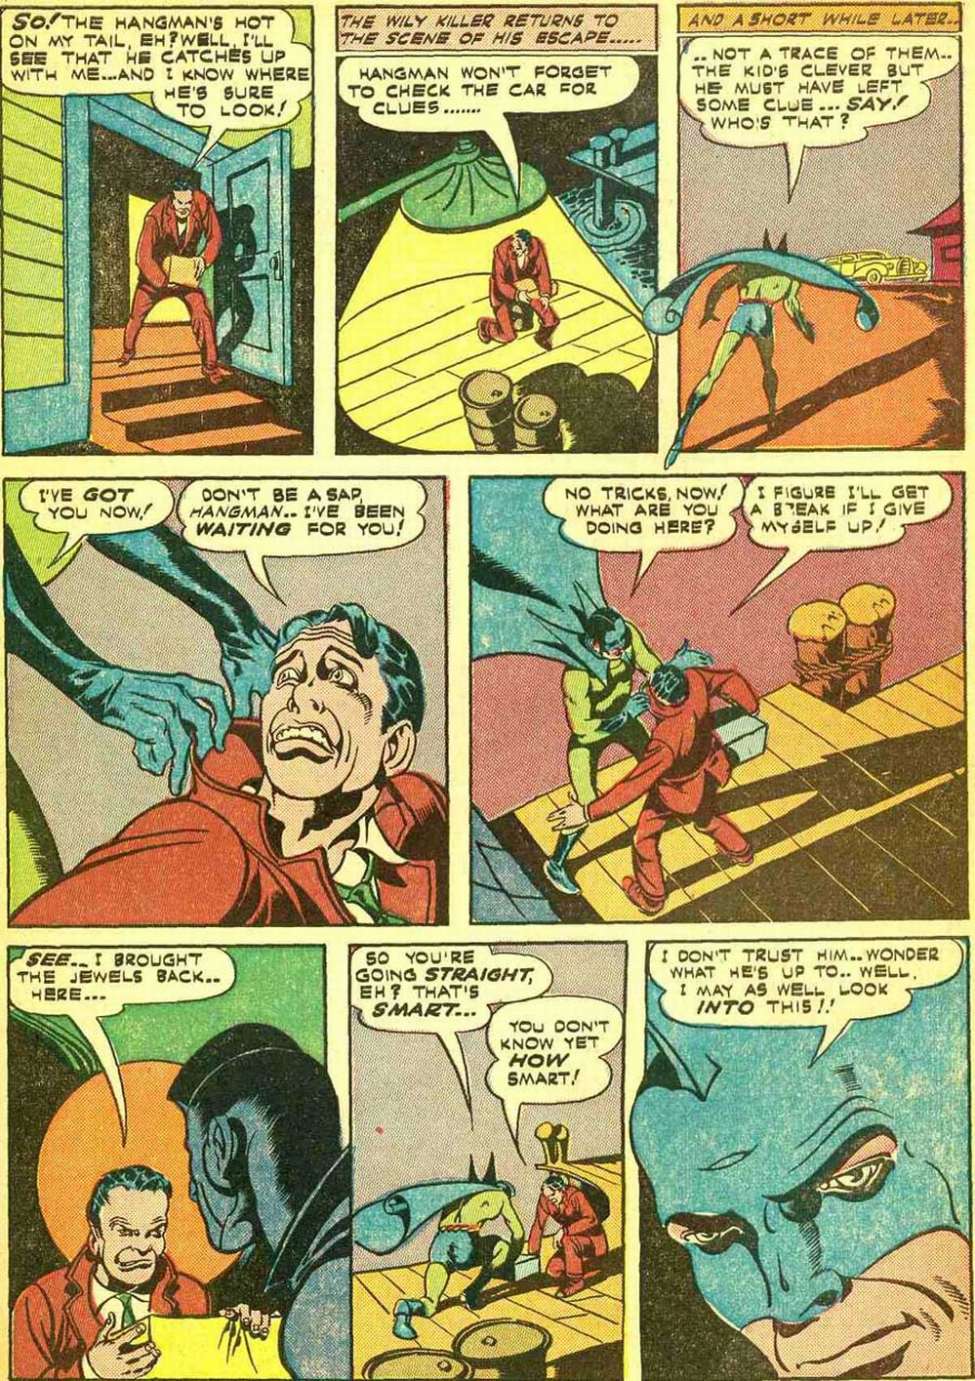 SO! THE HANGMAN'S HOT
ON MY TAIL, EH? WELL, I'LL
SEE THAT HE CATCHES UP
WITH ME...AND I KNOW WHERE
HE'S SURE
TO LOOK!
THE WILY KILLER RETURNS TO
THE SCENE OF HIS ESCAPE.....
HANGMAN WON'T FORGET
TO CHECK THE CAR FOR
CLUES.......
AND A SHORT WHILE LATER..
..NOT A TRACE OF THEM..
THE KID'S CLEVER BUT
HE MUST HAVE LEFT
SOME CLUE... SAY!
WHO'S THAT?
I'VE GOT
YOU NOW!
DON'T BE A SAP,
HANGMAN.. I'VE BEEN
WAITING FOR YOU!
NO TRICKS, NOW!
WHAT ARE YOU
DOING HERE?
I FIGURE I'LL GET
A BREAK IF I GIVE
MYSELF UP!
SEE.. I BROUGHT
THE JEWELS BACK..
HERE...
SO YOU'RE
GOING STRAIGHT,
EH? THAT'S
SMART...
YOU DON'T
KNOW YET
HOW
SMART!
I DON'T TRUST HIM..WONDER
WHAT HE'S UP TO.. WELL,
I MAY AS WELL LOOK
INTO THIS!!